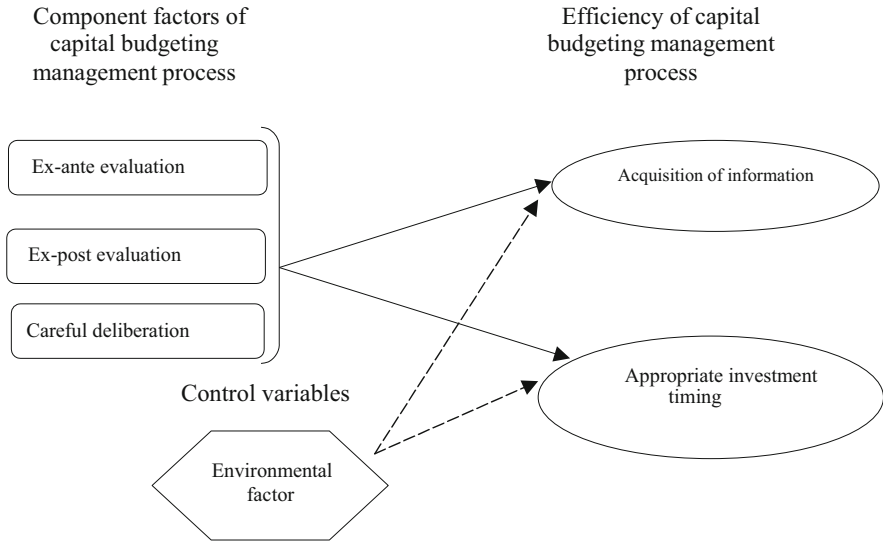 Component factors of
capital budgeting
management process
Efficiency of capital
budgeting management
process
Ex-ante evaluation
Ex-post evaluation
Careful deliberation
Acquisition of information
Appropriate investment
timing
Control variables
Environmental
factor